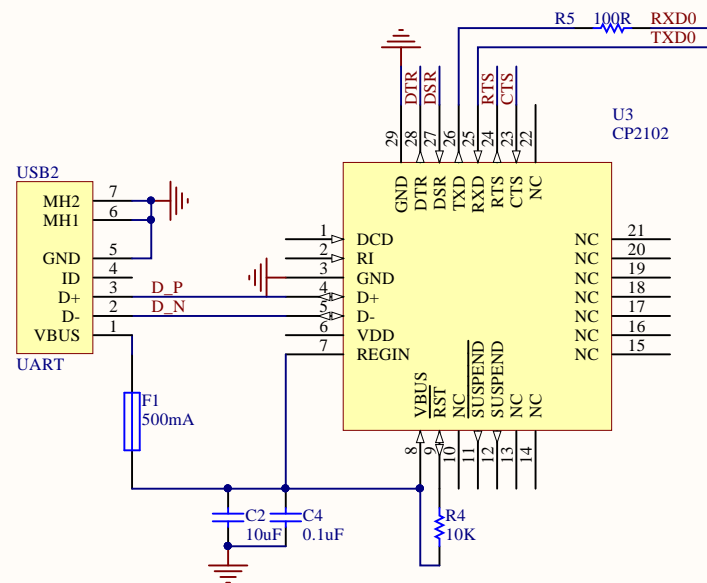 R5 100R RXD0
TXD0
DTR DSR RTS CTS
29 28 27 26 25 24 23 22
U3
CP2102
GND DTR DSR TXD RXD RTS CTS NC
USB2
MH2 7
MH1 6
GND 5
ID 4
D+ 3 D_P
D- 2 D_N
VBUS 1
UART
1 DCD
2 RI
3 GND
4 D+
5 D-
6 VDD
7 REGIN
NC 21
NC 20
NC 19
NC 18
NC 17
NC 16
NC 15
VBUS RST NC SUSPEND SUSPEND NC NC
8 9 10 11 12 13 14
F1
500mA
C2 C4 R4
10uF 0.1uF 10K